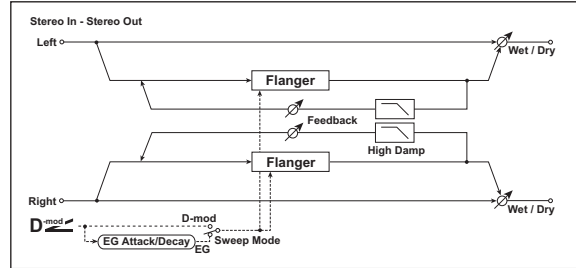 Stereo In - Stereo Out
Left
Wet / Dry
Flanger
Feedback
High Damp
Flanger
Right
Wet / Dry
D-mod
D-mod
EG Attack/Decay
EG
Sweep Mode